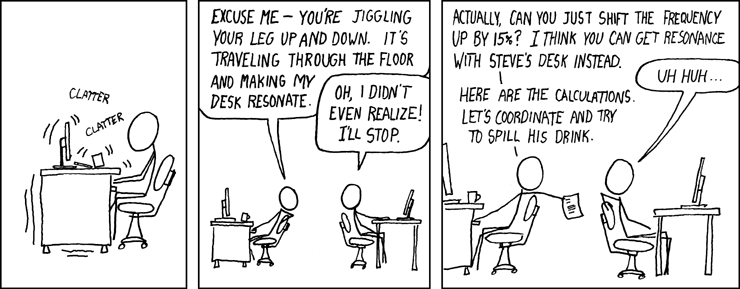 CLATTER
CLATTER
EXCUSE ME — YOU'RE JIGGLING
YOUR LEG UP AND DOWN. IT'S
TRAVELING THROUGH THE FLOOR
AND MAKING MY
DESK RESONATE.
OH, I DIDN'T
EVEN REALIZE!
I'LL STOP.
ACTUALLY, CAN YOU JUST SHIFT THE FREQUENCY
UP BY 15%? I THINK YOU CAN GET RESONANCE
WITH STEVE'S DESK INSTEAD.
UH HUH...
HERE ARE THE CALCULATIONS.
LET'S COORDINATE AND TRY
TO SPILL HIS DRINK.